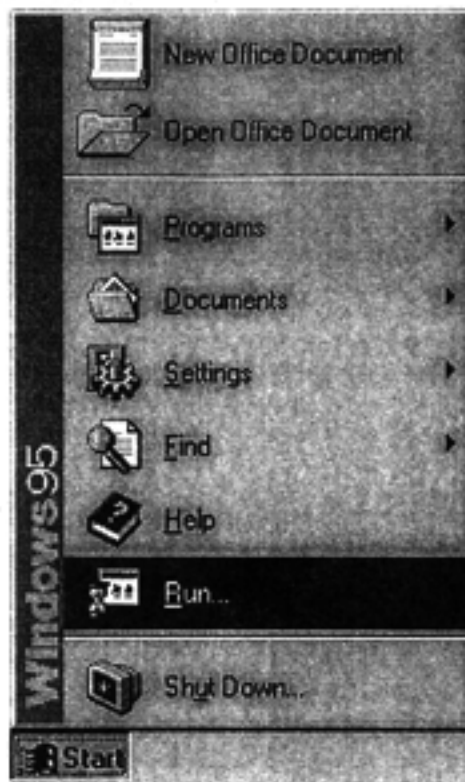 New Office Document
Open Office Document
Programs
Documents
Settings
Find
Help
Run...
Shut Down...
Windows95
Start